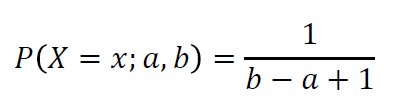 P(X = x; a, b) = 1 / (b − a + 1)